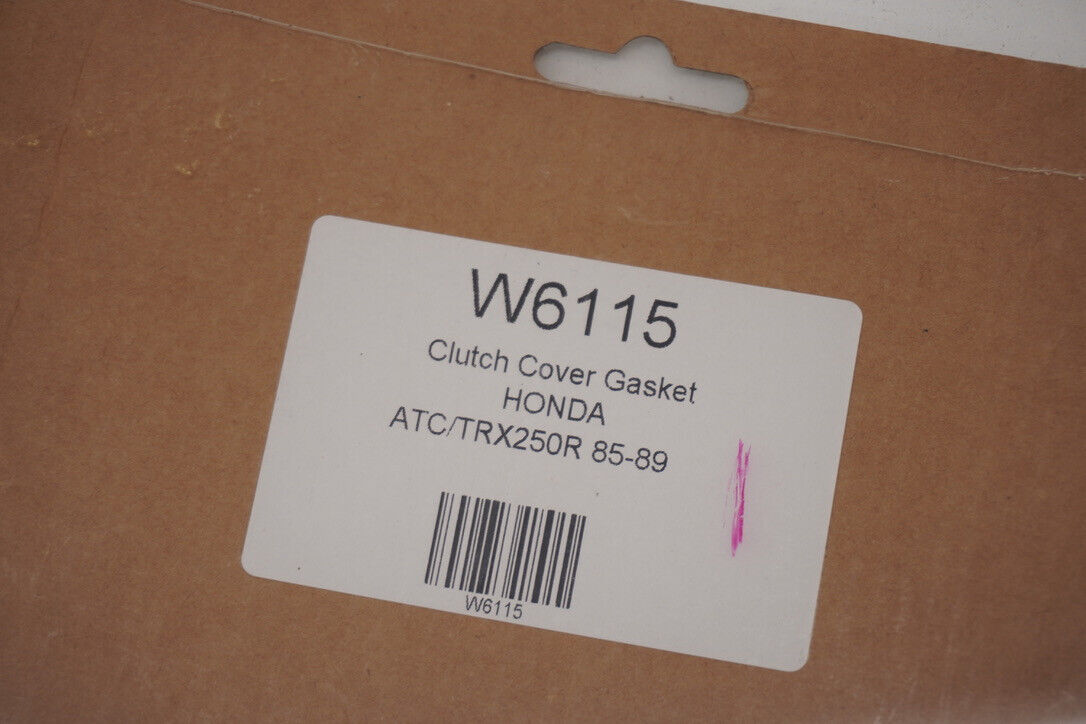 W6115
Clutch Cover Gasket
HONDA
ATC/TRX250R 85-89
W6115